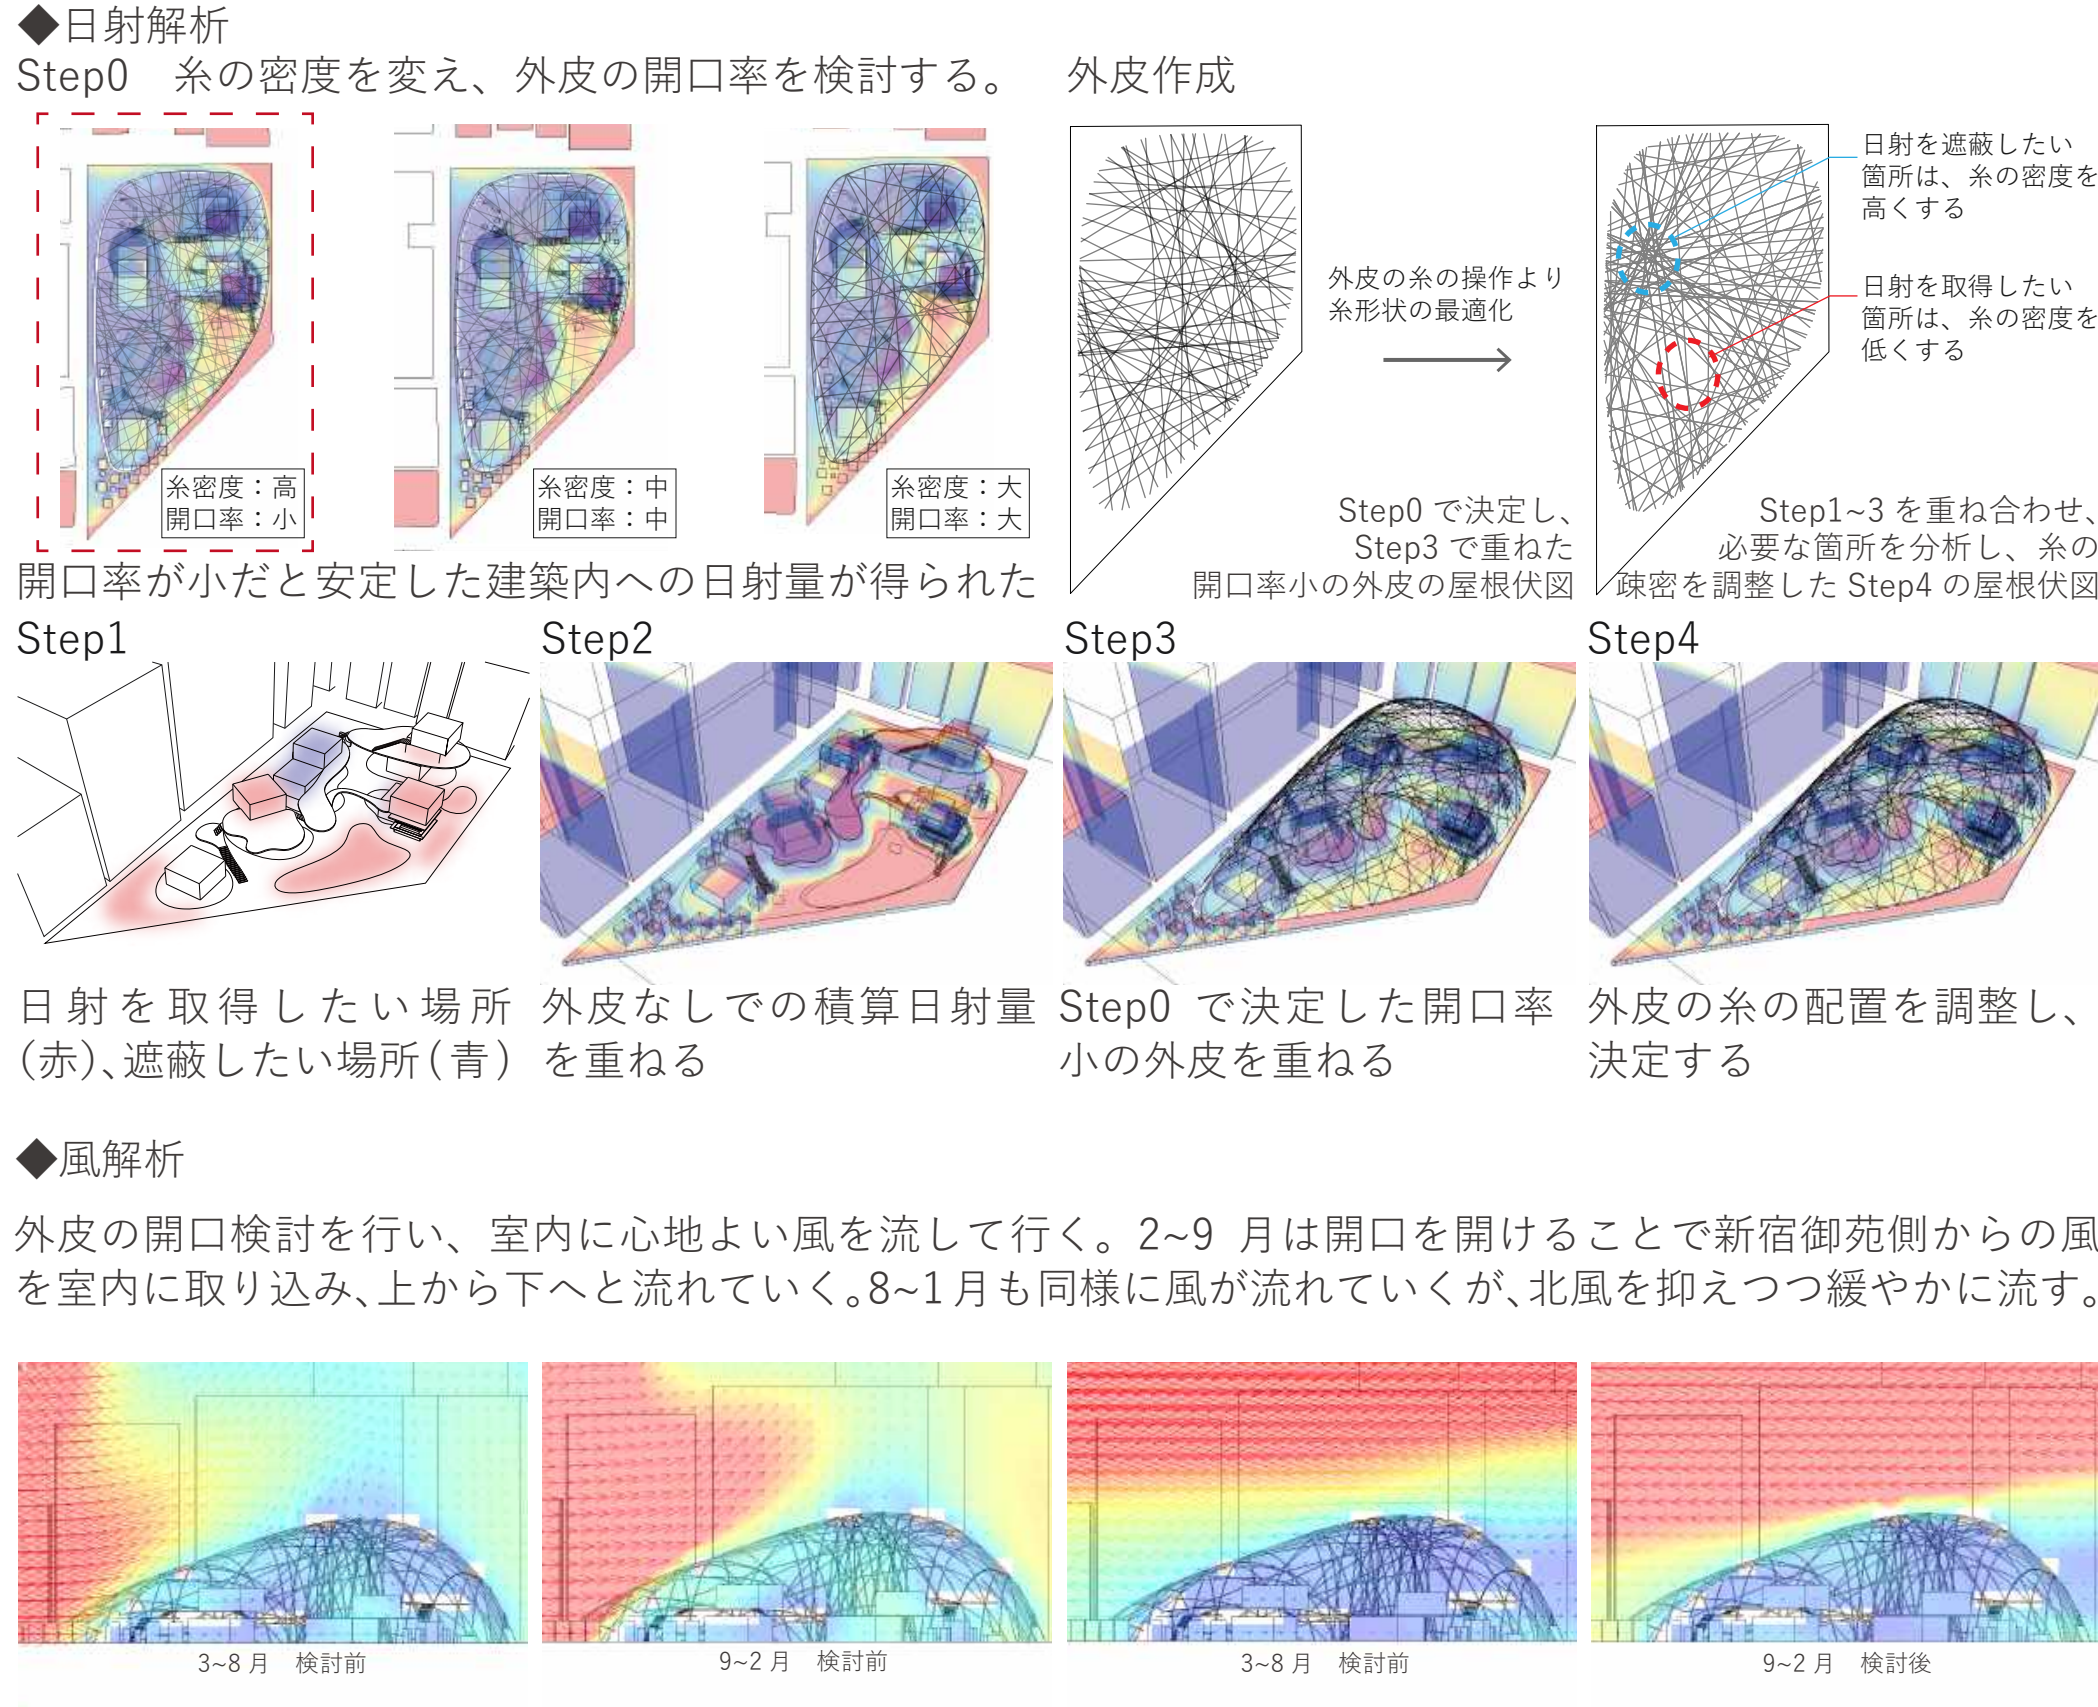 ◆日射解析
Step0　糸の密度を変え、外皮の開口率を検討する。
外皮作成
糸密度：高
開口率：小
糸密度：中
開口率：中
糸密度：大
開口率：大
開口率が小だと安定した建築内への日射量が得られた
外皮の糸の操作より
糸形状の最適化
日射を遮蔽したい
箇所は、糸の密度を
高くする
日射を取得したい
箇所は、糸の密度を
低くする
Step0 で決定し、
Step3 で重ねた
開口率小の外皮の屋根伏図
Step1~3 を重ね合わせ、
必要な箇所を分析し、糸の
疎密を調整した Step4 の屋根伏図
Step1
日射を取得したい場所
（赤）、遮蔽したい場所（青）
Step2
外皮なしでの積算日射量
を重ねる
Step3
Step0 で決定した開口率
小の外皮を重ねる
Step4
外皮の糸の配置を調整し、
決定する
◆風解析
外皮の開口検討を行い、室内に心地よい風を流して行く。2~9 月は開口を開けることで新宿御苑側からの風
を室内に取り込み、上から下へと流れていく。8~1月も同様に風が流れていくが、北風を抑えつつ緩やかに流す。
3~8 月　検討前
9~2 月　検討前
3~8 月　検討前
9~2 月　検討後